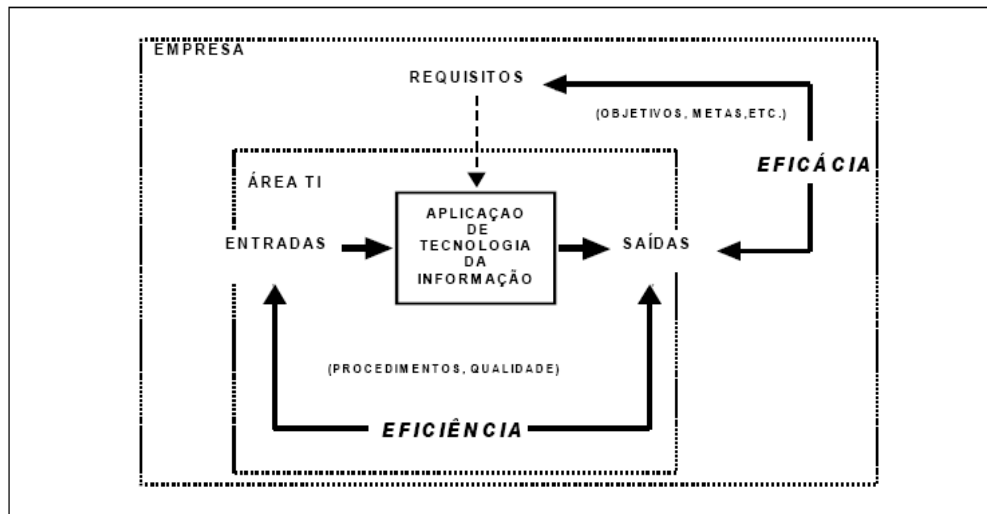 EMPRESA
REQUISITOS
(OBJETIVOS, METAS,ETC.)
EFICÁCIA
ÁREA TI
APLICAÇAO
DE
TECNOLOGIA
DA
INFORMAÇÃO
ENTRADAS
SAÍDAS
(PROCEDIMENTOS, QUALIDADE)
EFICIÊNCIA